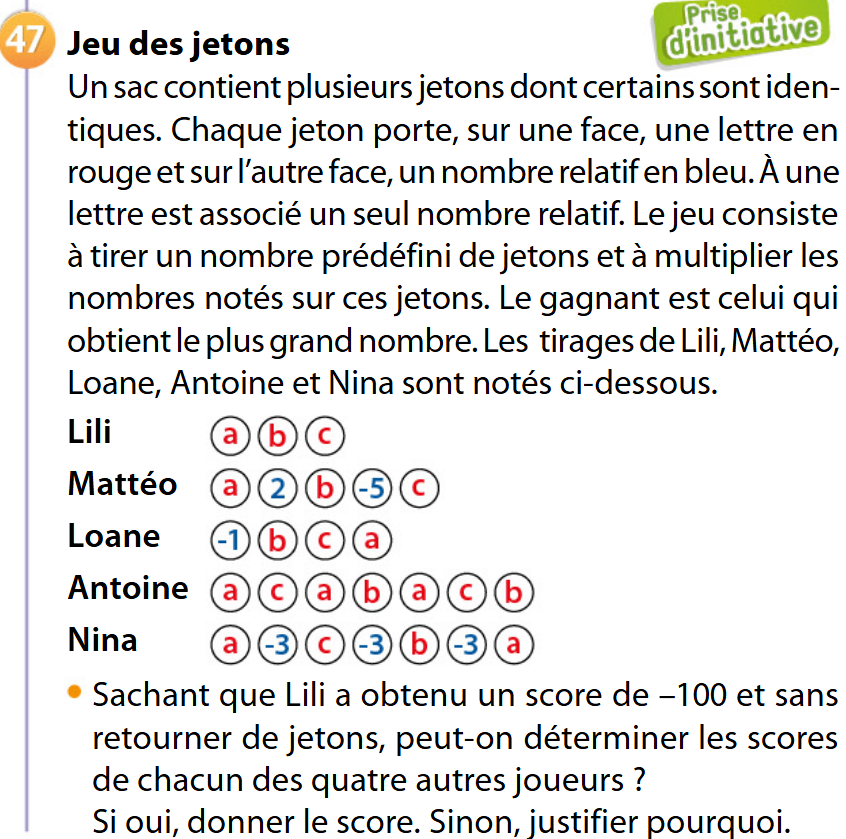 Prise
d'initiative
47 Jeu des jetons
Un sac contient plusieurs jetons dont certains sont iden-
tiques. Chaque jeton porte, sur une face, une lettre en
rouge et sur l’autre face, un nombre relatif en bleu. À une
lettre est associé un seul nombre relatif. Le jeu consiste
à tirer un nombre prédéfini de jetons et à multiplier les
nombres notés sur ces jetons. Le gagnant est celui qui
obtient le plus grand nombre. Les tirages de Lili, Mattéo,
Loane, Antoine et Nina sont notés ci-dessous.
Lili a b c
Mattéo a 2 b -5 c
Loane -1 b c a
Antoine a c a b a c b
Nina a -3 c -3 b -3 a
• Sachant que Lili a obtenu un score de –100 et sans
retourner de jetons, peut-on déterminer les scores
de chacun des quatre autres joueurs ?
Si oui, donner le score. Sinon, justifier pourquoi.